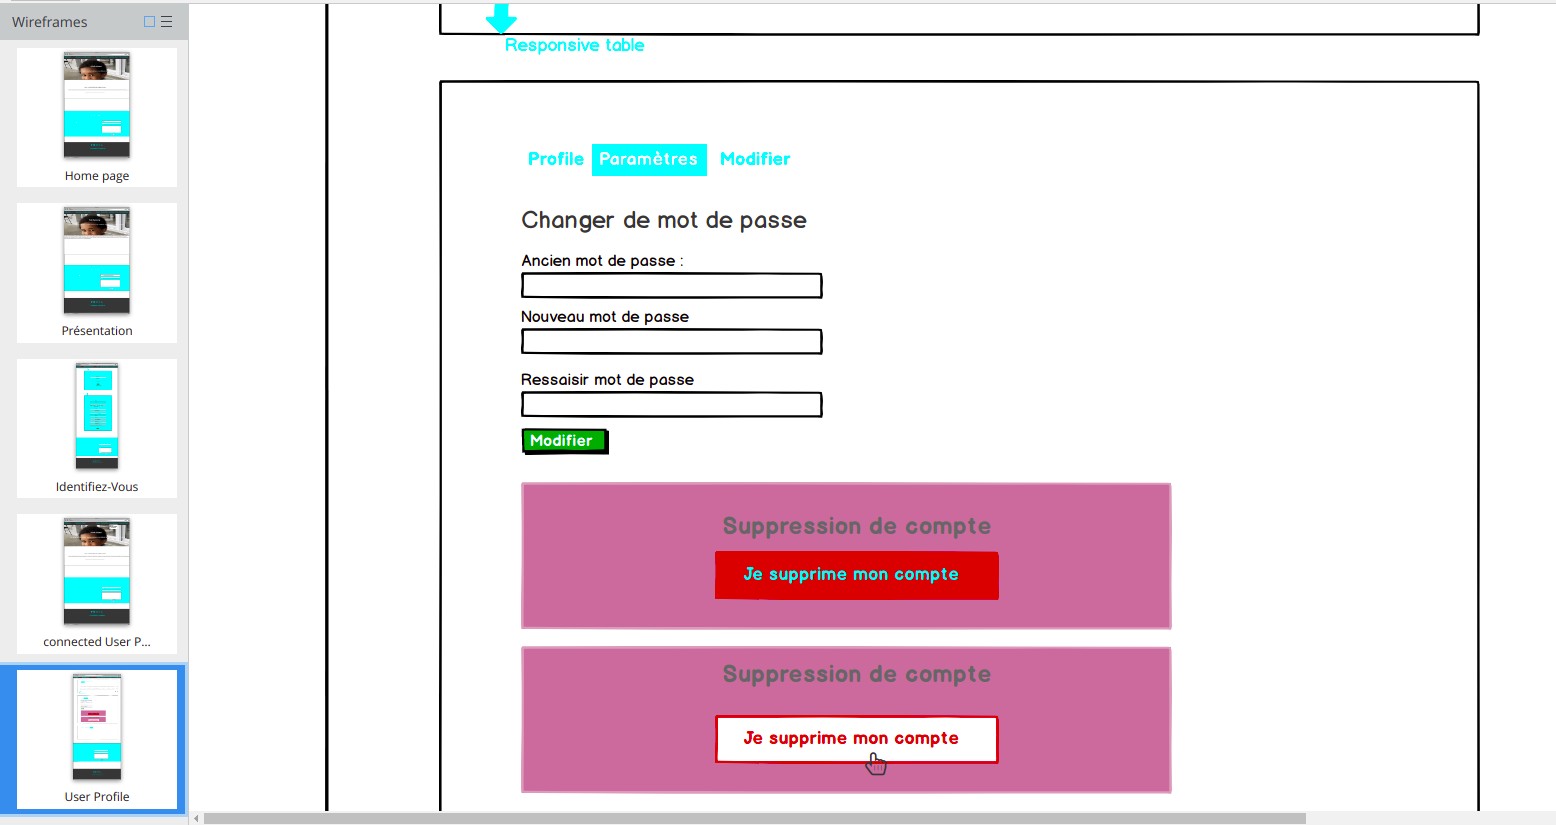 Wireframes
Home page
Présentation
Identifiez-Vous
connected User P...
User Profile
Responsive table
Profile Paramètres Modifier
Changer de mot de passe
Ancien mot de passe :
Nouveau mot de passe
Ressaisir mot de passe
Modifier
Suppression de compte
Je supprime mon compte
Suppression de compte
Je supprime mon compte